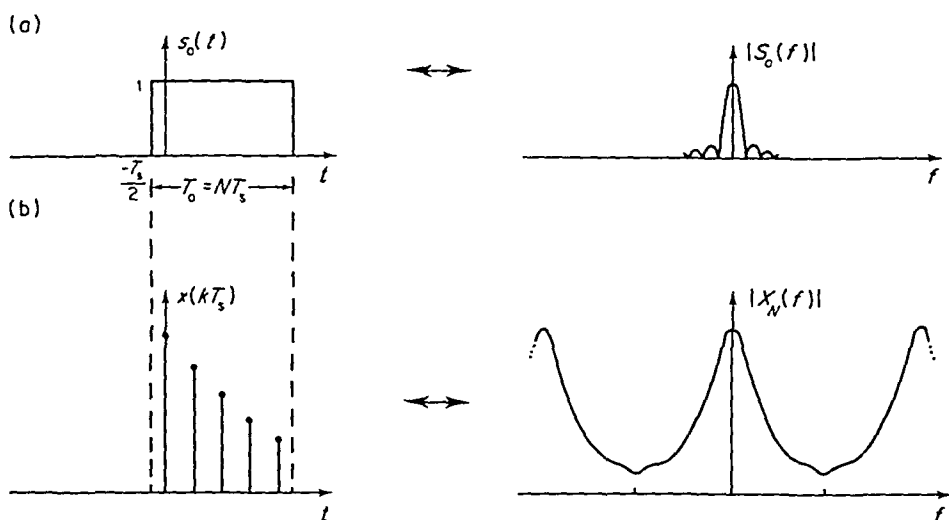 (a)
s₀(t)
|S₀(f)|
1
t
f
-Tₛ/2
T₀ = NTₛ
(b)
x(kTₛ)
|X_N(f)|
t
f